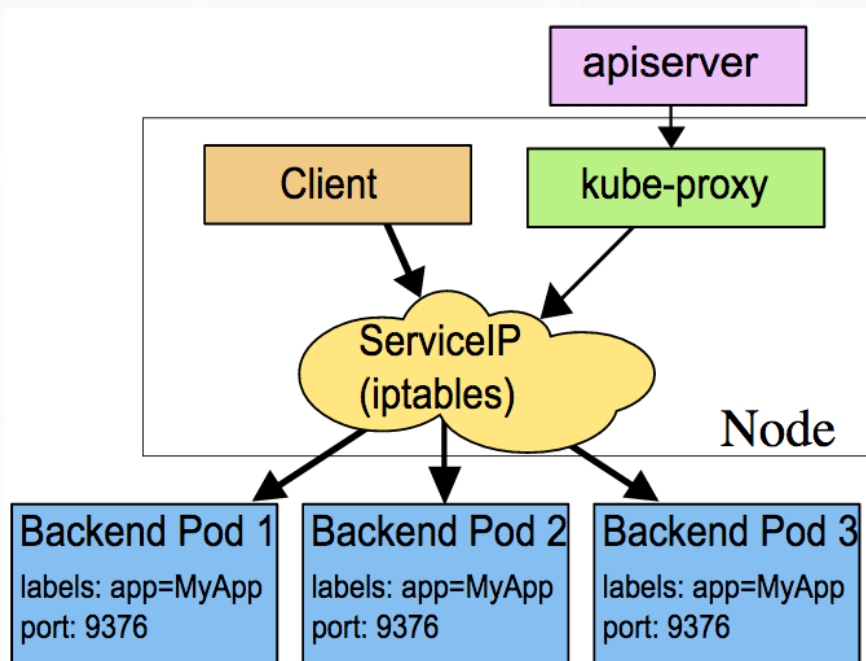 apiserver
Client
kube-proxy
ServiceIP
(iptables)
Node
Backend Pod 1
labels: app=MyApp
port: 9376
Backend Pod 2
labels: app=MyApp
port: 9376
Backend Pod 3
labels: app=MyApp
port: 9376